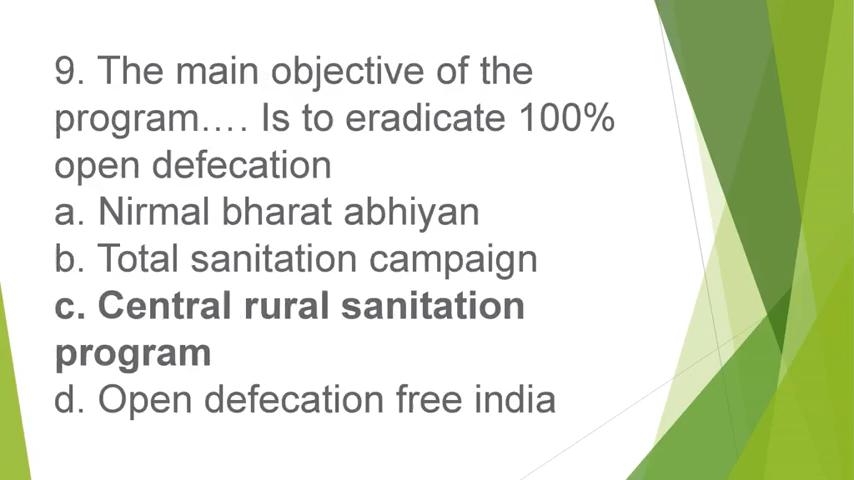 9. The main objective of the
program.... Is to eradicate 100%
open defecation
a. Nirmal bharat abhiyan
b. Total sanitation campaign
c. Central rural sanitation
program
d. Open defecation free india